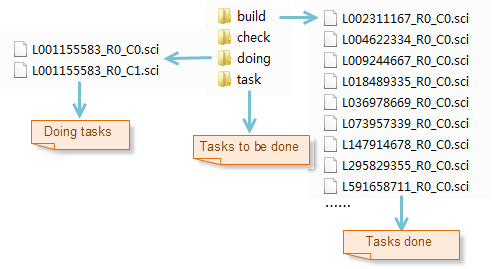 build
check
doing
task
L001155583_R0_C0.sci
L001155583_R0_C1.sci
Doing tasks
Tasks to be done
L002311167_R0_C0.sci
L004622334_R0_C0.sci
L009244667_R0_C0.sci
L018489335_R0_C0.sci
L036978669_R0_C0.sci
L073957339_R0_C0.sci
L147914678_R0_C0.sci
L295829355_R0_C0.sci
L591658711_R0_C0.sci
......
Tasks done